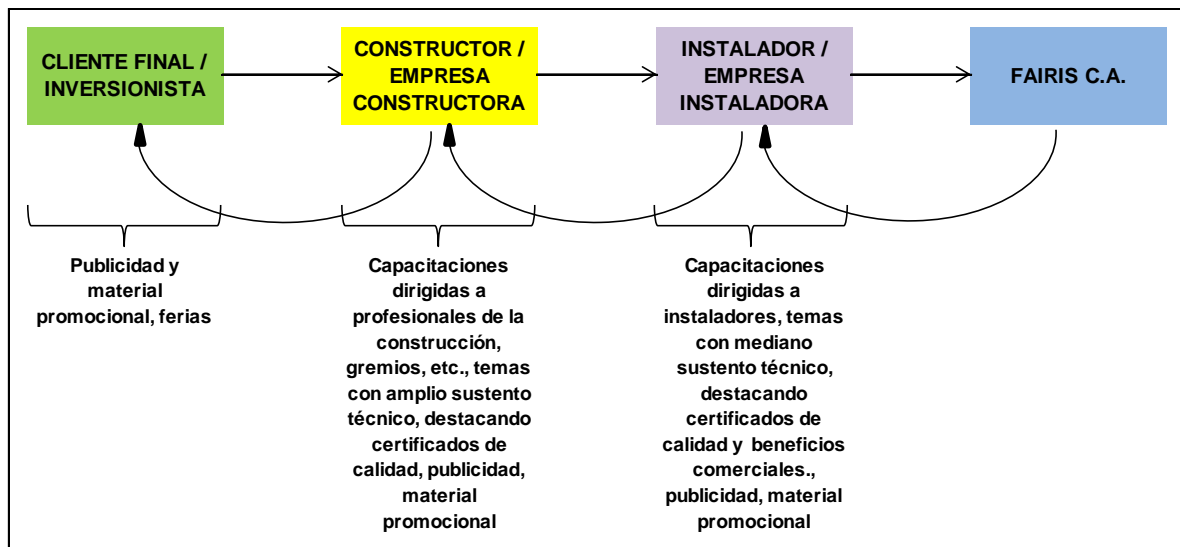 CLIENTE FINAL /
INVERSIONISTA
CONSTRUCTOR /
EMPRESA
CONSTRUCTORA
INSTALADOR /
EMPRESA
INSTALADORA
FAIRIS C.A.
Publicidad y
material
promocional, ferias
Capacitaciones
dirigidas a
profesionales de la
construcción,
gremios, etc., temas
con amplio sustento
técnico, destacando
certificados de
calidad, publicidad,
material
promocional
Capacitaciones
dirigidas a
instaladores, temas
con mediano
sustento técnico,
destacando
certificados de
calidad y beneficios
comerciales.,
publicidad, material
promocional